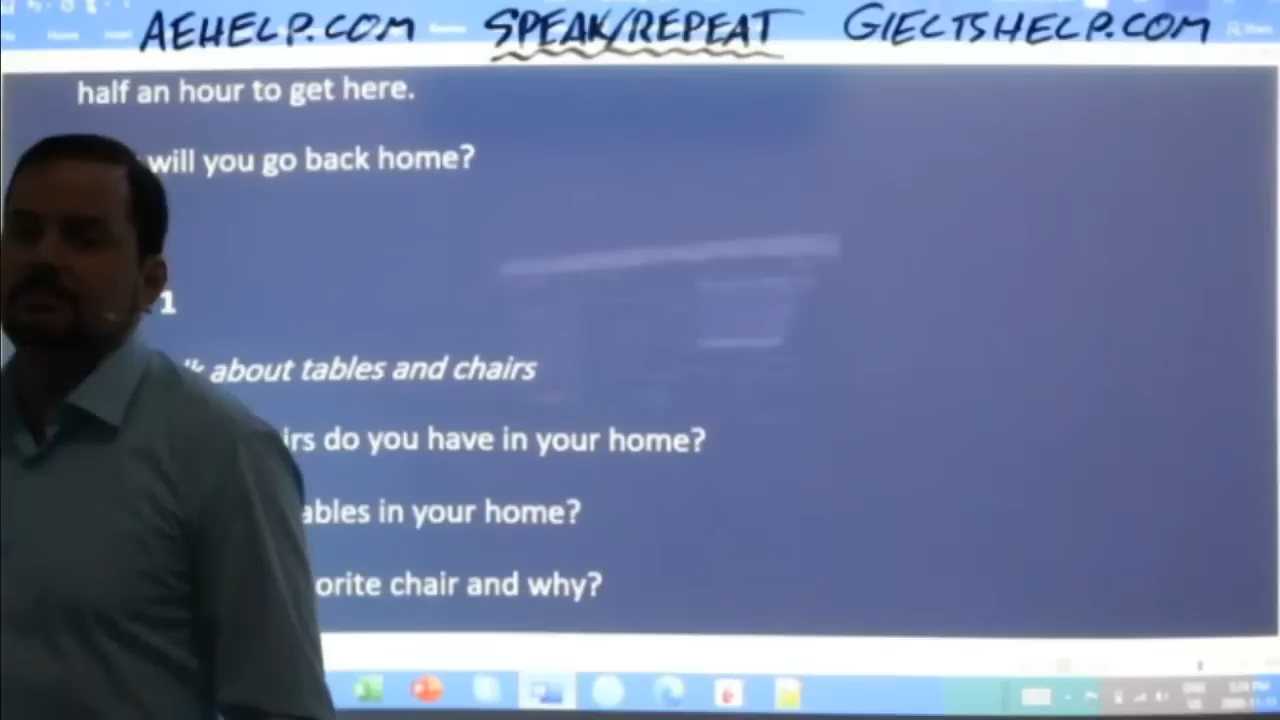 AEHELP.COM SPEAK/REPEAT GIELTSHELP.COM
half an hour to get here.
will you go back home?
1
about tables and chairs
irs do you have in your home?
ables in your home?
orite chair and why?